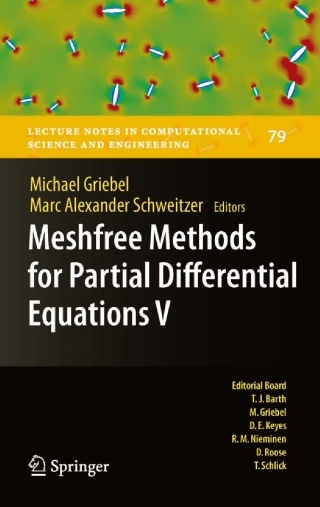 LECTURE NOTES IN COMPUTATIONAL
SCIENCE AND ENGINEERING
79
Michael Griebel
Marc Alexander Schweitzer Editors
Meshfree Methods
for Partial Differential
Equations V
Editorial Board
T. J. Barth
M. Griebel
D. E. Keyes
R. M. Nieminen
D. Roose
T. Schlick
Springer